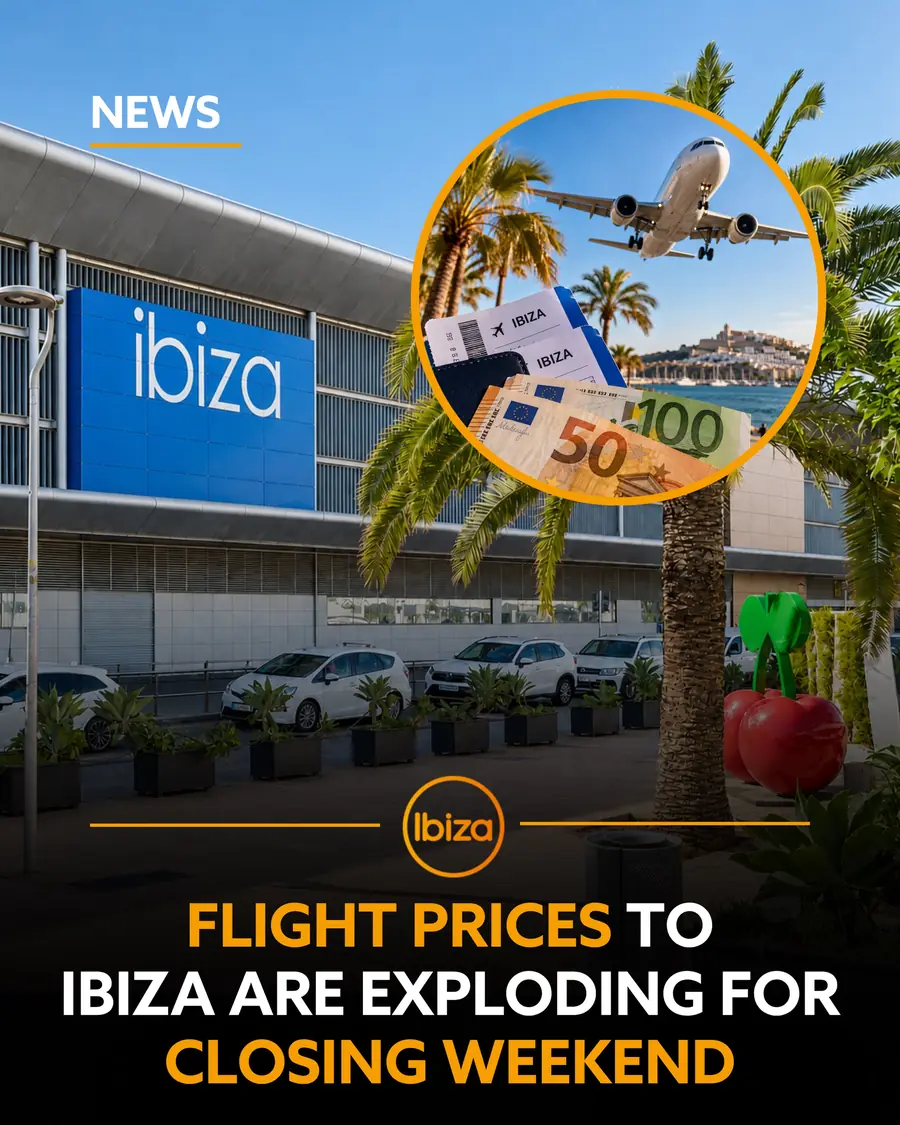 NEWS
ibiza
IBIZA
IBIZA
100
50
Ibiza
FLIGHT PRICES TO
IBIZA ARE EXPLODING FOR
CLOSING WEEKEND